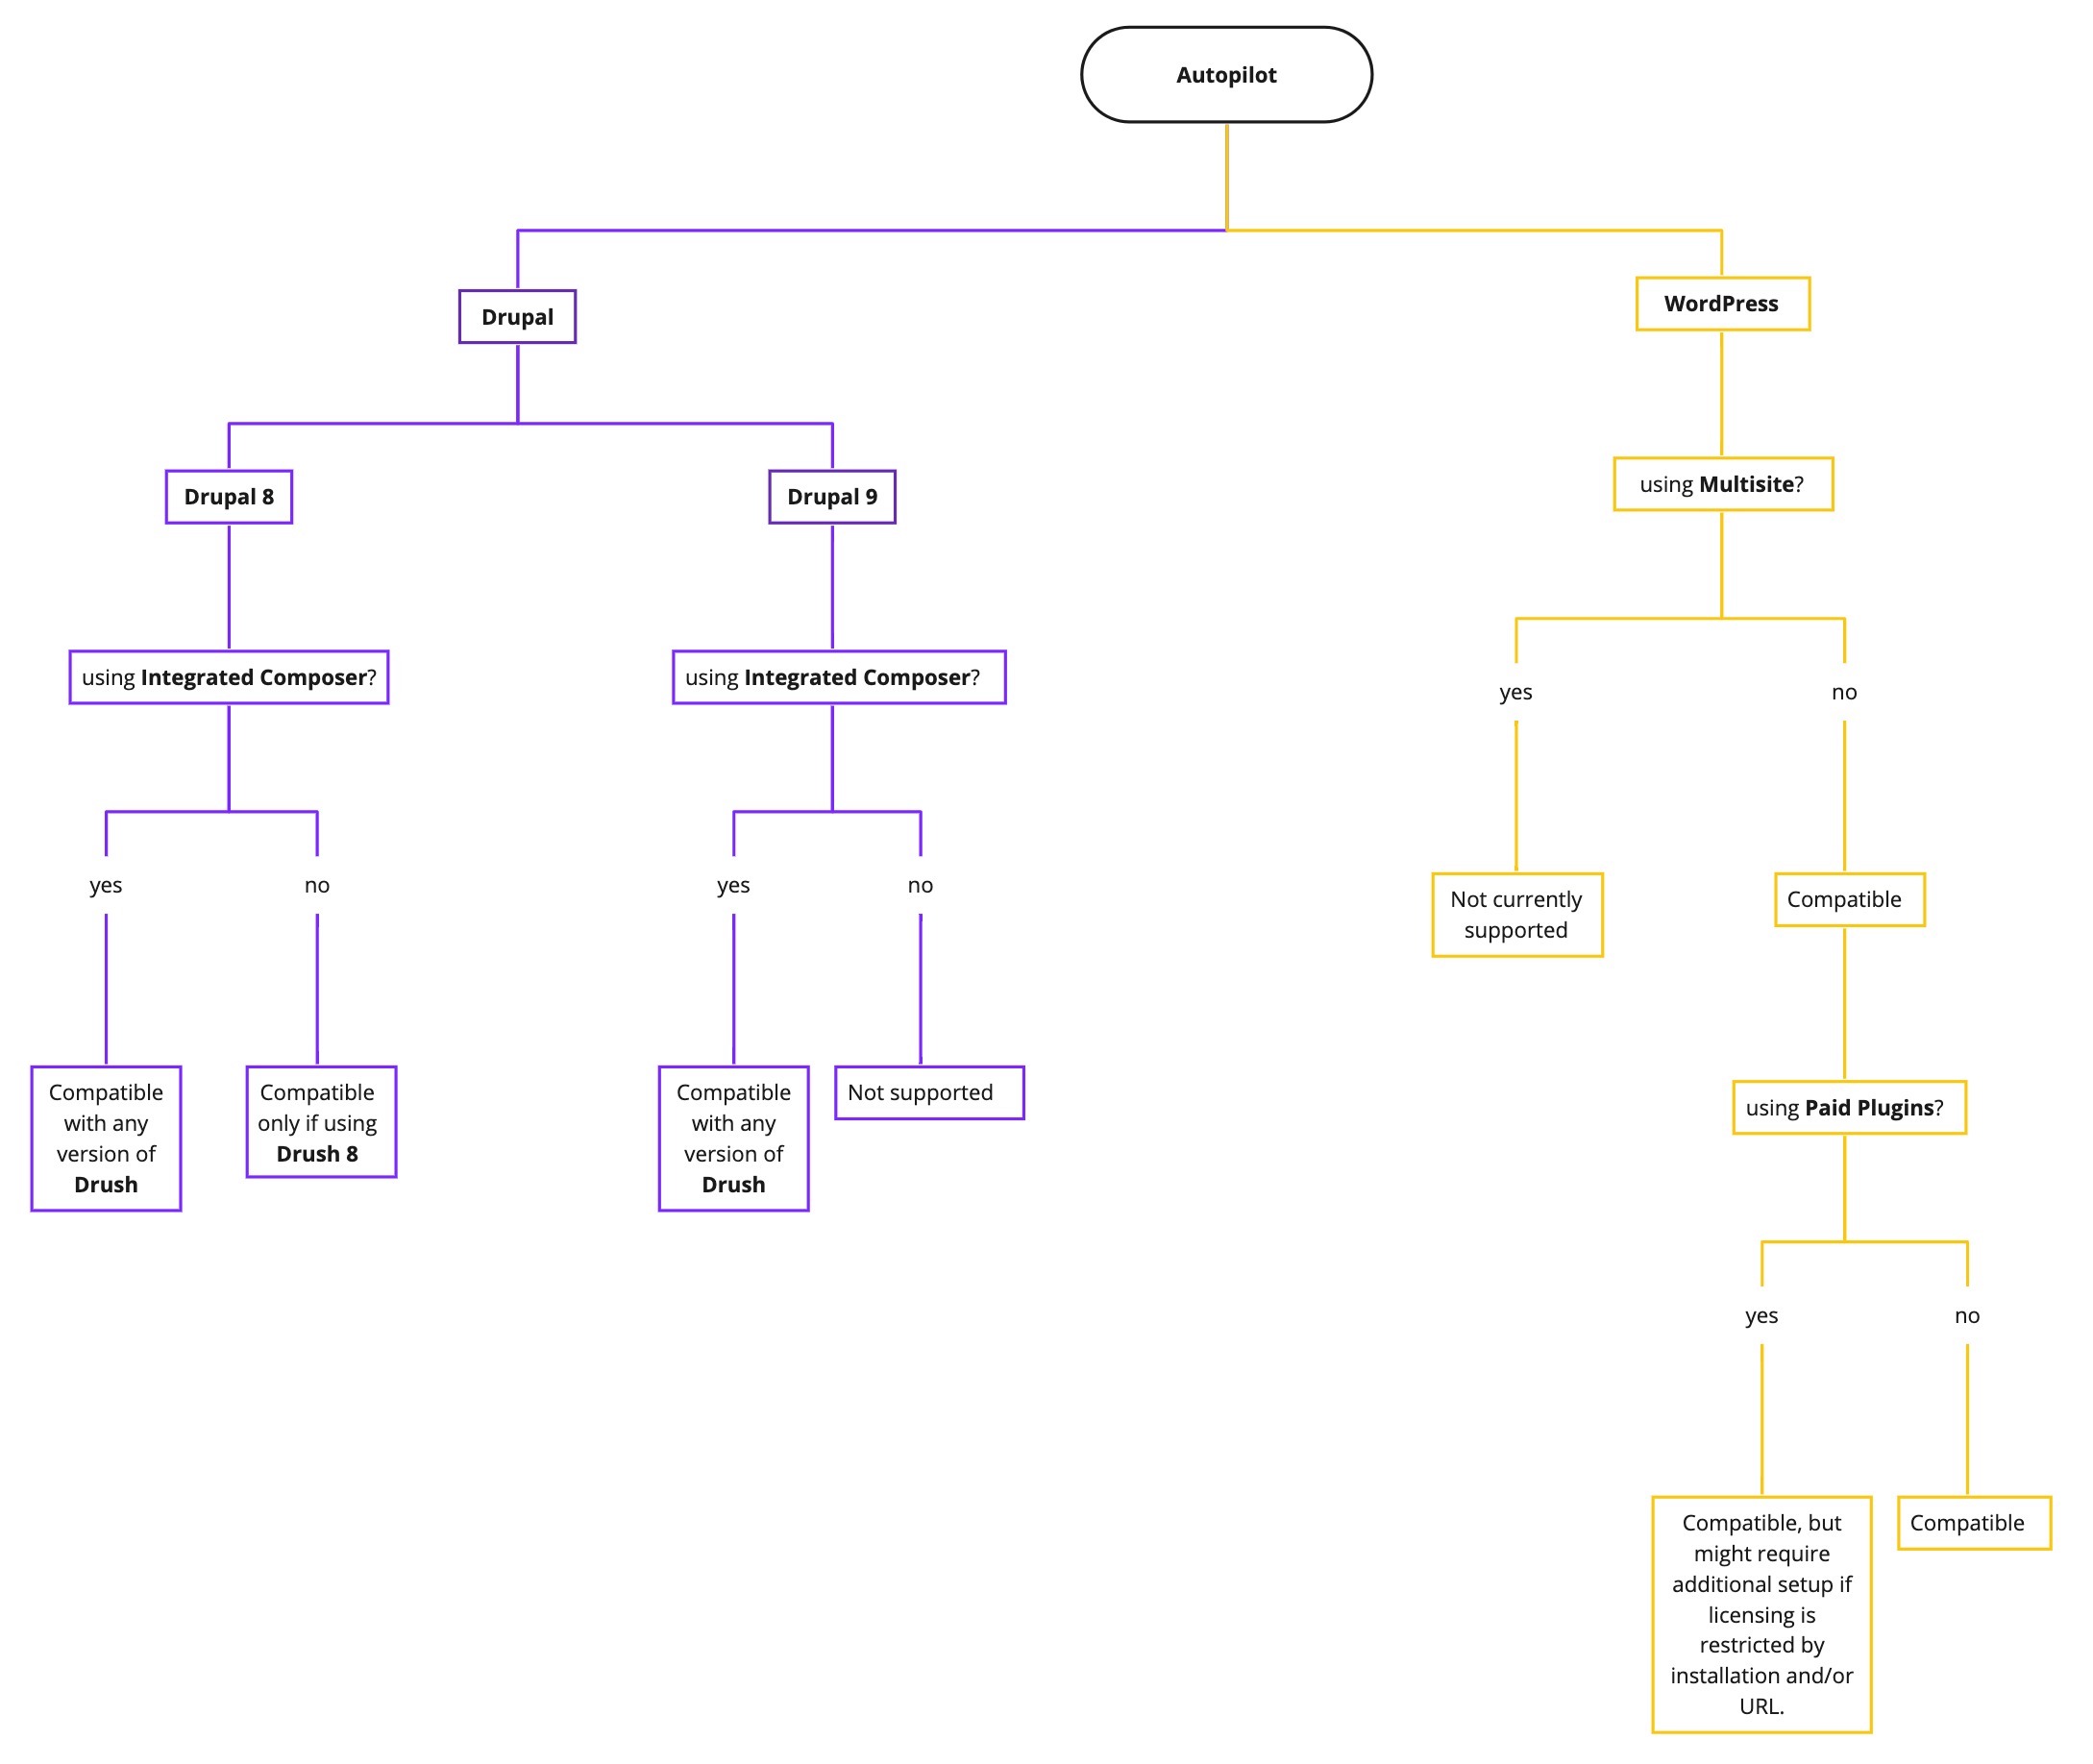 Autopilot
Drupal
WordPress
Drupal 8
Drupal 9
using Multisite?
using Integrated Composer?
using Integrated Composer?
yes
no
yes
no
yes
no
Not currently
supported
Compatible
Compatible
with any
version of
Drush
Compatible
only if using
Drush 8
Compatible
with any
version of
Drush
Not supported
using Paid Plugins?
yes
no
Compatible, but
might require
additional setup if
licensing is
restricted by
installation and/or
URL.
Compatible